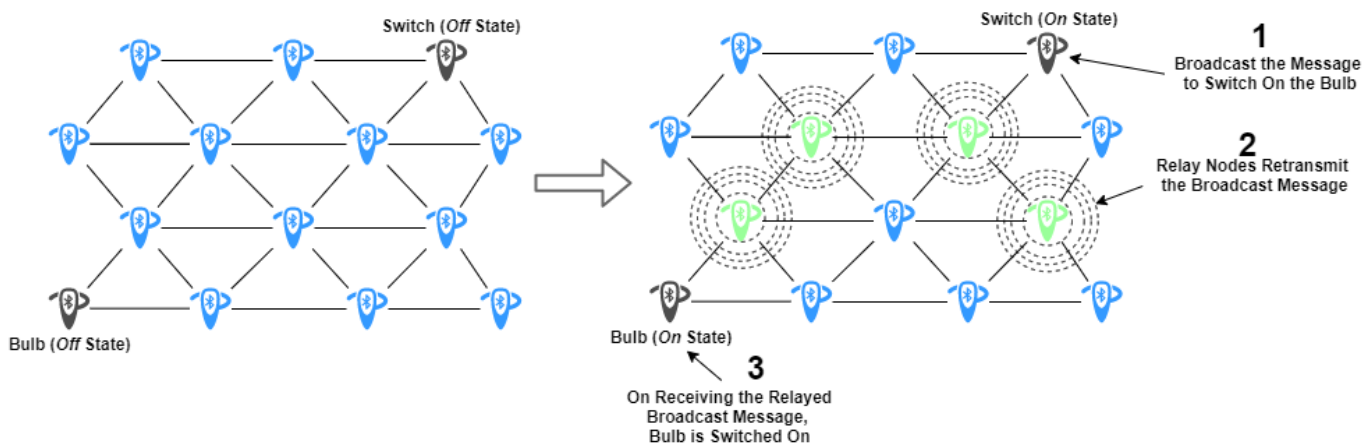 Switch (Off State)
Bulb (Off State)
Switch (On State)
1
Broadcast the Message
to Switch On the Bulb
2
Relay Nodes Retransmit
the Broadcast Message
Bulb (On State)
3
On Receiving the Relayed
Broadcast Message,
Bulb is Switched On